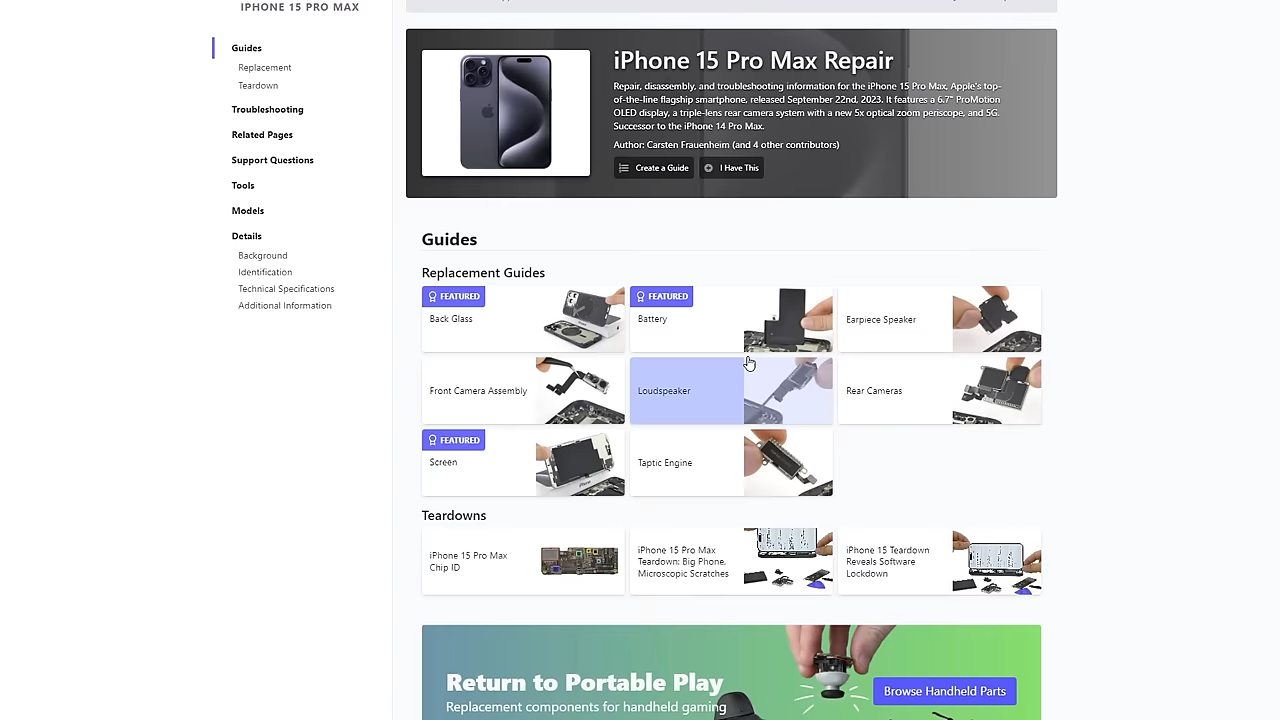 IPHONE 15 PRO MAX
Guides
Replacement
Teardown
Troubleshooting
Related Pages
Support Questions
Tools
Models
Details
Background
Identification
Technical Specifications
Additional Information
iPhone 15 Pro Max Repair
Repair, disassembly, and troubleshooting information for the iPhone 15 Pro Max, Apple's top-
of-the-line flagship smartphone, released September 22nd, 2023. It features a 6.7" ProMotion
OLED display, a triple-lens rear camera system with a new 5x optical zoom periscope, and 5G.
Successor to the iPhone 14 Pro Max.
Author: Carsten Frauenheim (and 4 other contributors)
Create a Guide
I Have This
Guides
Replacement Guides
FEATURED
Back Glass
FEATURED
Battery
Earpiece Speaker
Front Camera Assembly
Loudspeaker
Rear Cameras
FEATURED
Screen
Taptic Engine
Teardowns
iPhone 15 Pro Max
Chip ID
iPhone 15 Pro Max
Teardown: Big Phone,
Microscopic Scratches
iPhone 15 Teardown
Reveals Software
Lockdown
Return to Portable Play
Replacement components for handheld gaming
Browse Handheld Parts